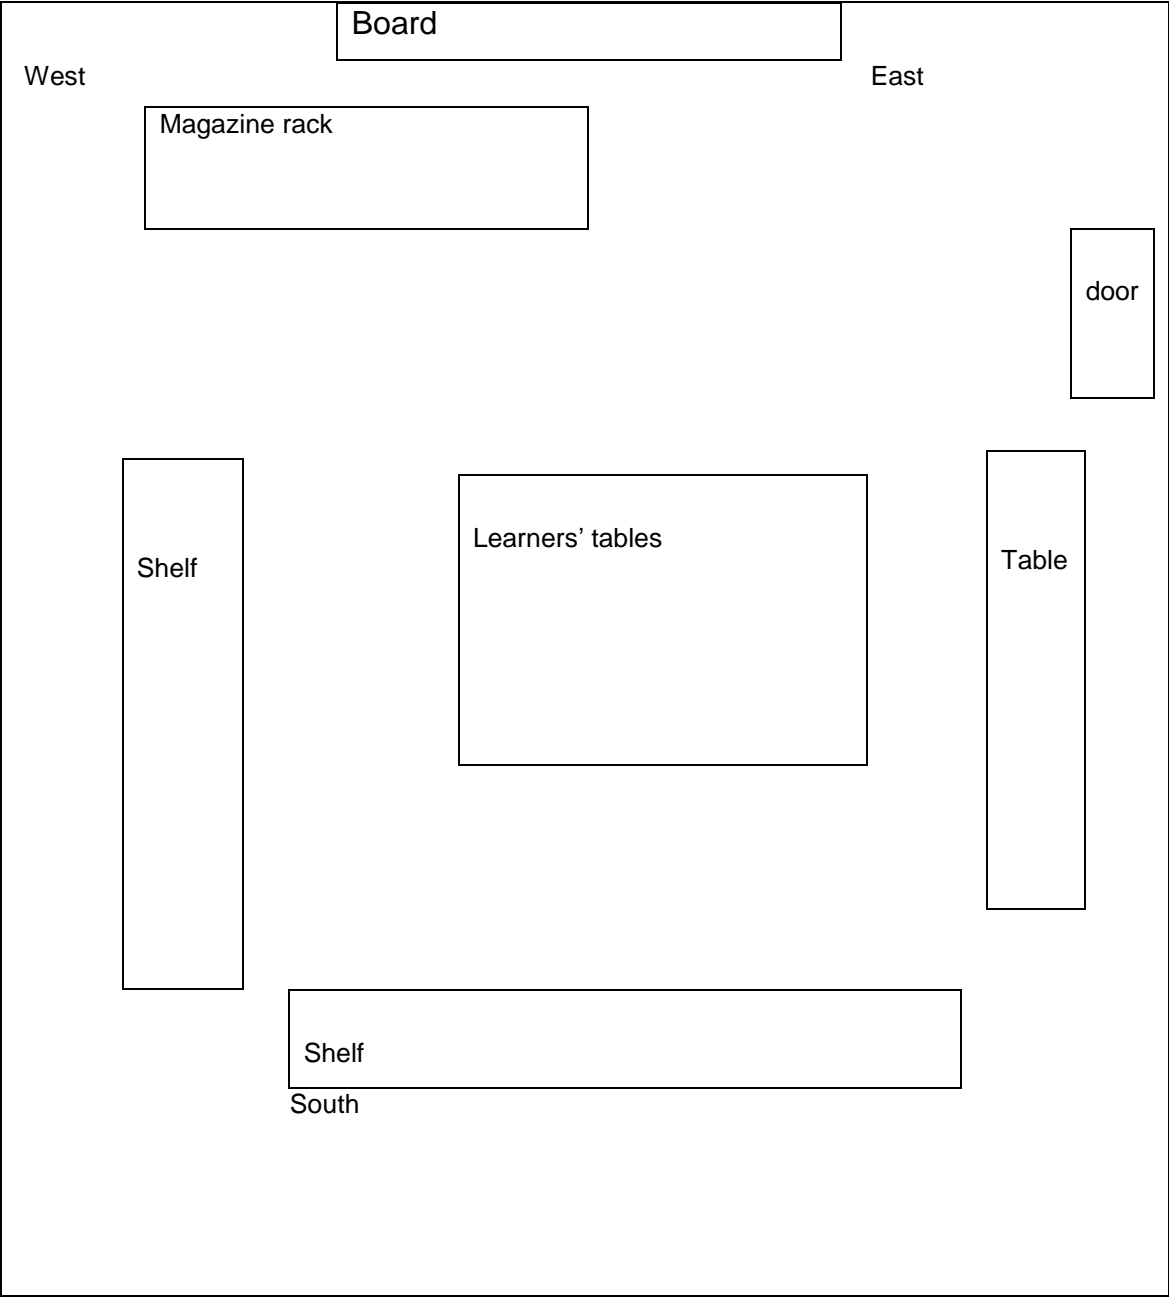 Board
West
East
Magazine rack
door
Learners’ tables
Table
Shelf
Shelf
South